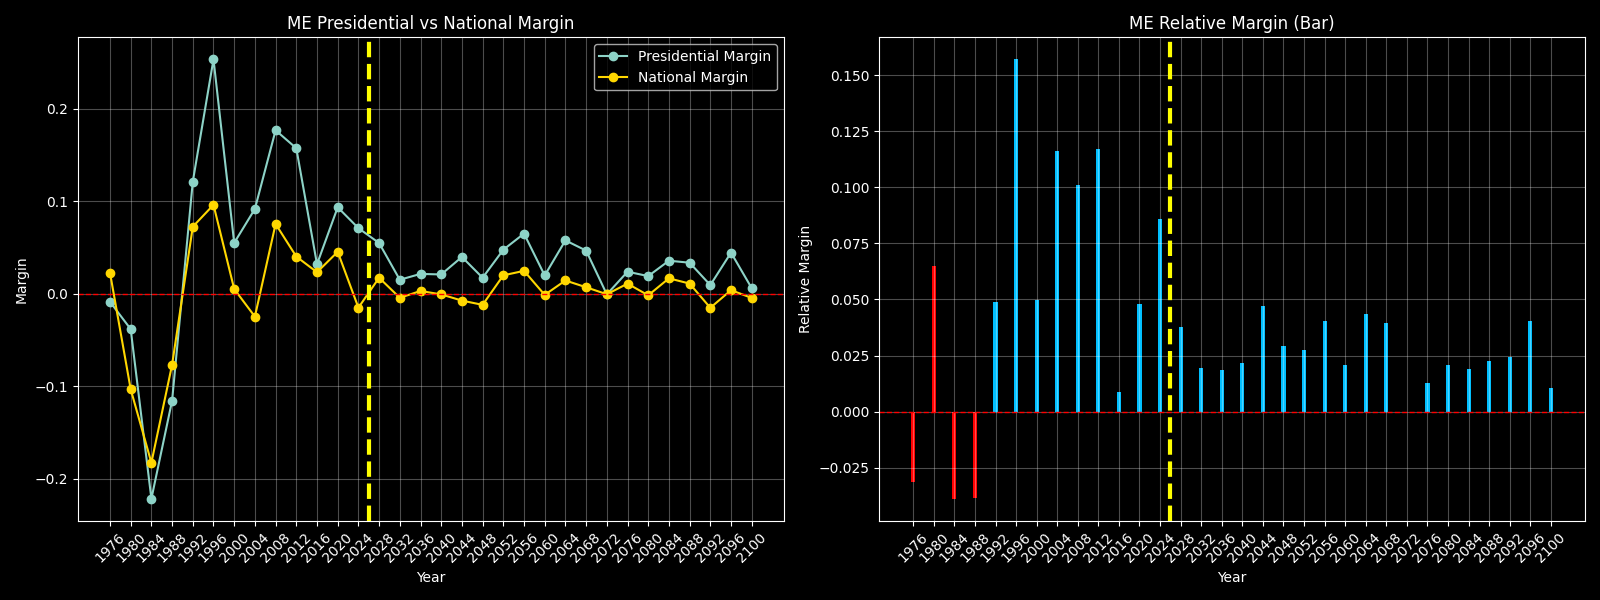 ME Presidential vs National Margin
Presidential Margin
National Margin
Margin
0.2
0.1
0.0
−0.1
−0.2
1976 1980 1984 1988 1992 1996 2000 2004 2008 2012 2016 2020 2024 2028 2032 2036 2040 2044 2048 2052 2056 2060 2064 2068 2072 2076 2080 2084 2088 2092 2096 2100
Year
ME Relative Margin (Bar)
Relative Margin
0.150
0.125
0.100
0.075
0.050
0.025
0.000
−0.025
1976 1980 1984 1988 1992 1996 2000 2004 2008 2012 2016 2020 2024 2028 2032 2036 2040 2044 2048 2052 2056 2060 2064 2068 2072 2076 2080 2084 2088 2092 2096 2100
Year